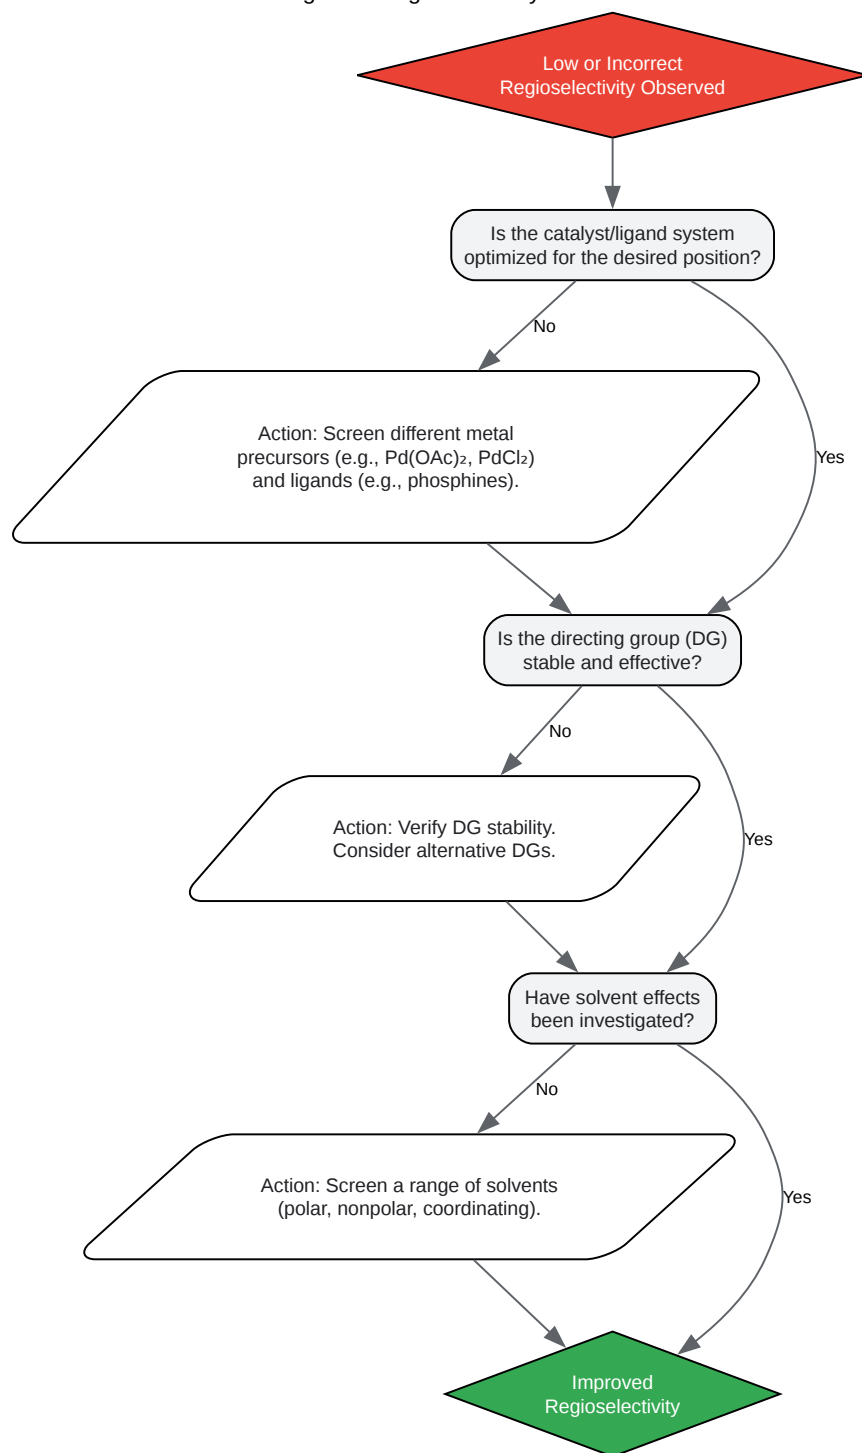 Low or Incorrect
Regioselectivity Observed
Is the catalyst/ligand system
optimized for the desired position?
No
Yes
Action: Screen different metal
precursors (e.g., Pd(OAc)₂, PdCl₂)
and ligands (e.g., phosphines).
Is the directing group (DG)
stable and effective?
No
Yes
Action: Verify DG stability.
Consider alternative DGs.
Have solvent effects
been investigated?
No
Yes
Action: Screen a range of solvents
(polar, nonpolar, coordinating).
Improved
Regioselectivity